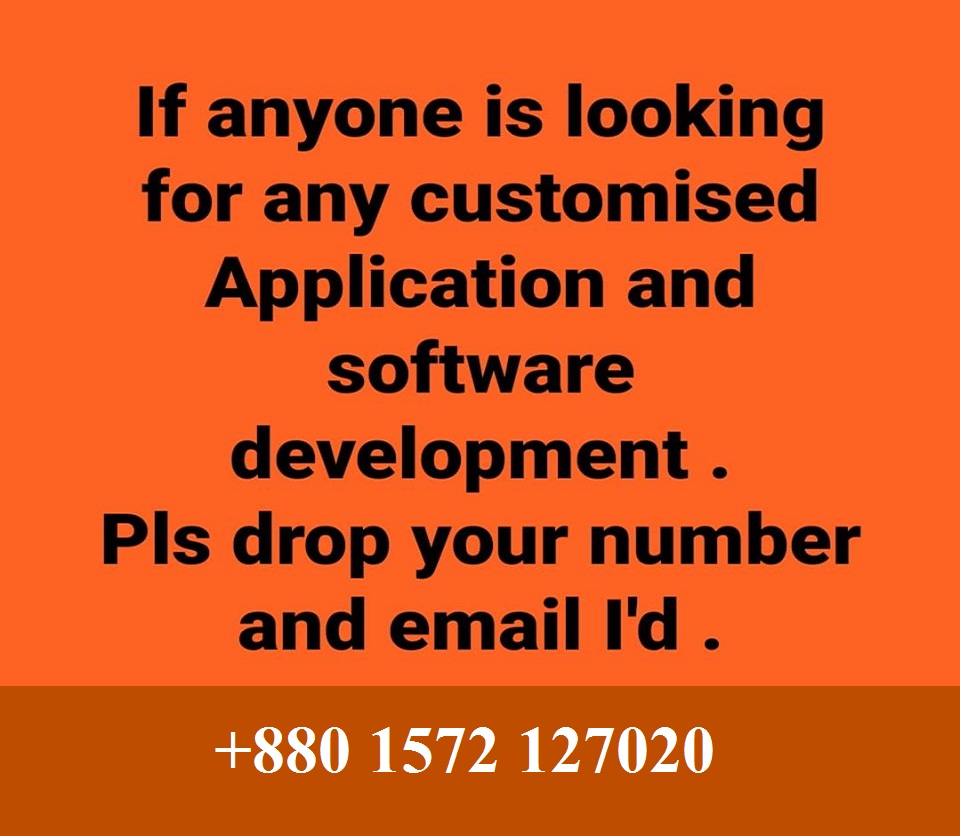 If anyone is looking
for any customised
Application and
software
development .
Pls drop your number
and email I'd .
+880 1572 127020